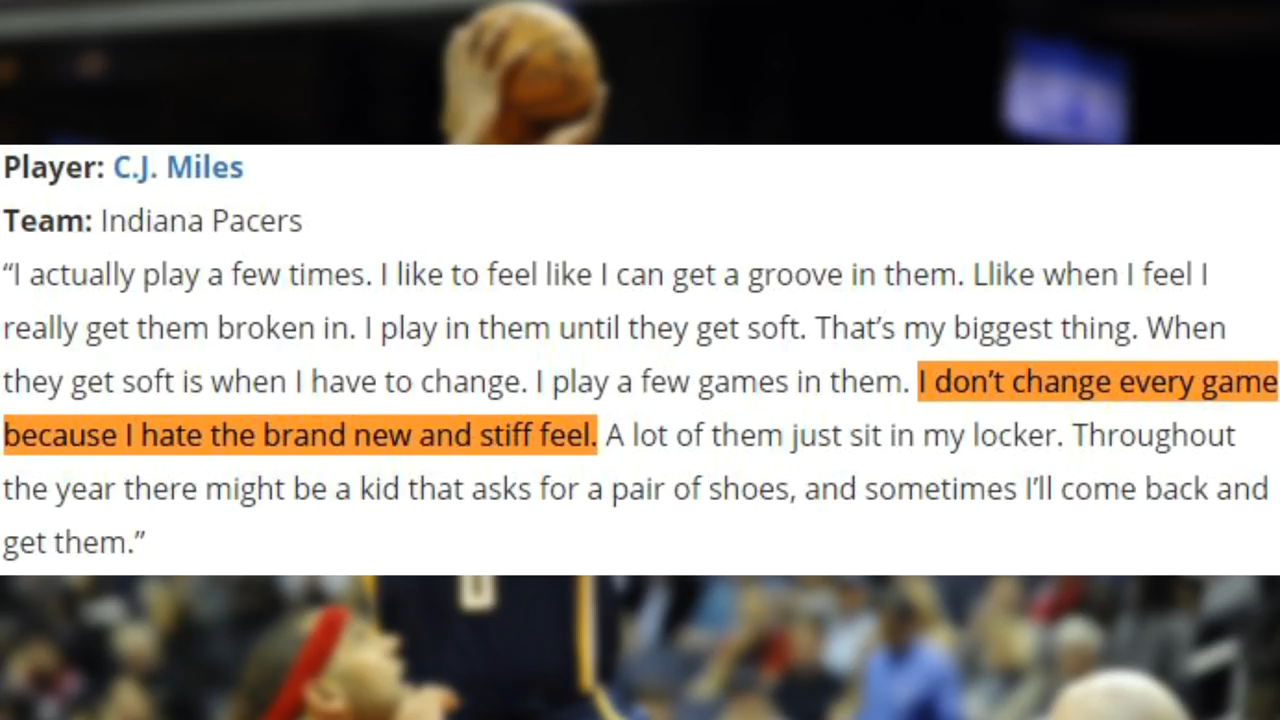 Player: C.J. Miles
Team: Indiana Pacers
“I actually play a few times. I like to feel like I can get a groove in them. Llike when I feel I
really get them broken in. I play in them until they get soft. That’s my biggest thing. When
they get soft is when I have to change. I play a few games in them. I don’t change every game
because I hate the brand new and stiff feel. A lot of them just sit in my locker. Throughout
the year there might be a kid that asks for a pair of shoes, and sometimes I’ll come back and
get them.”